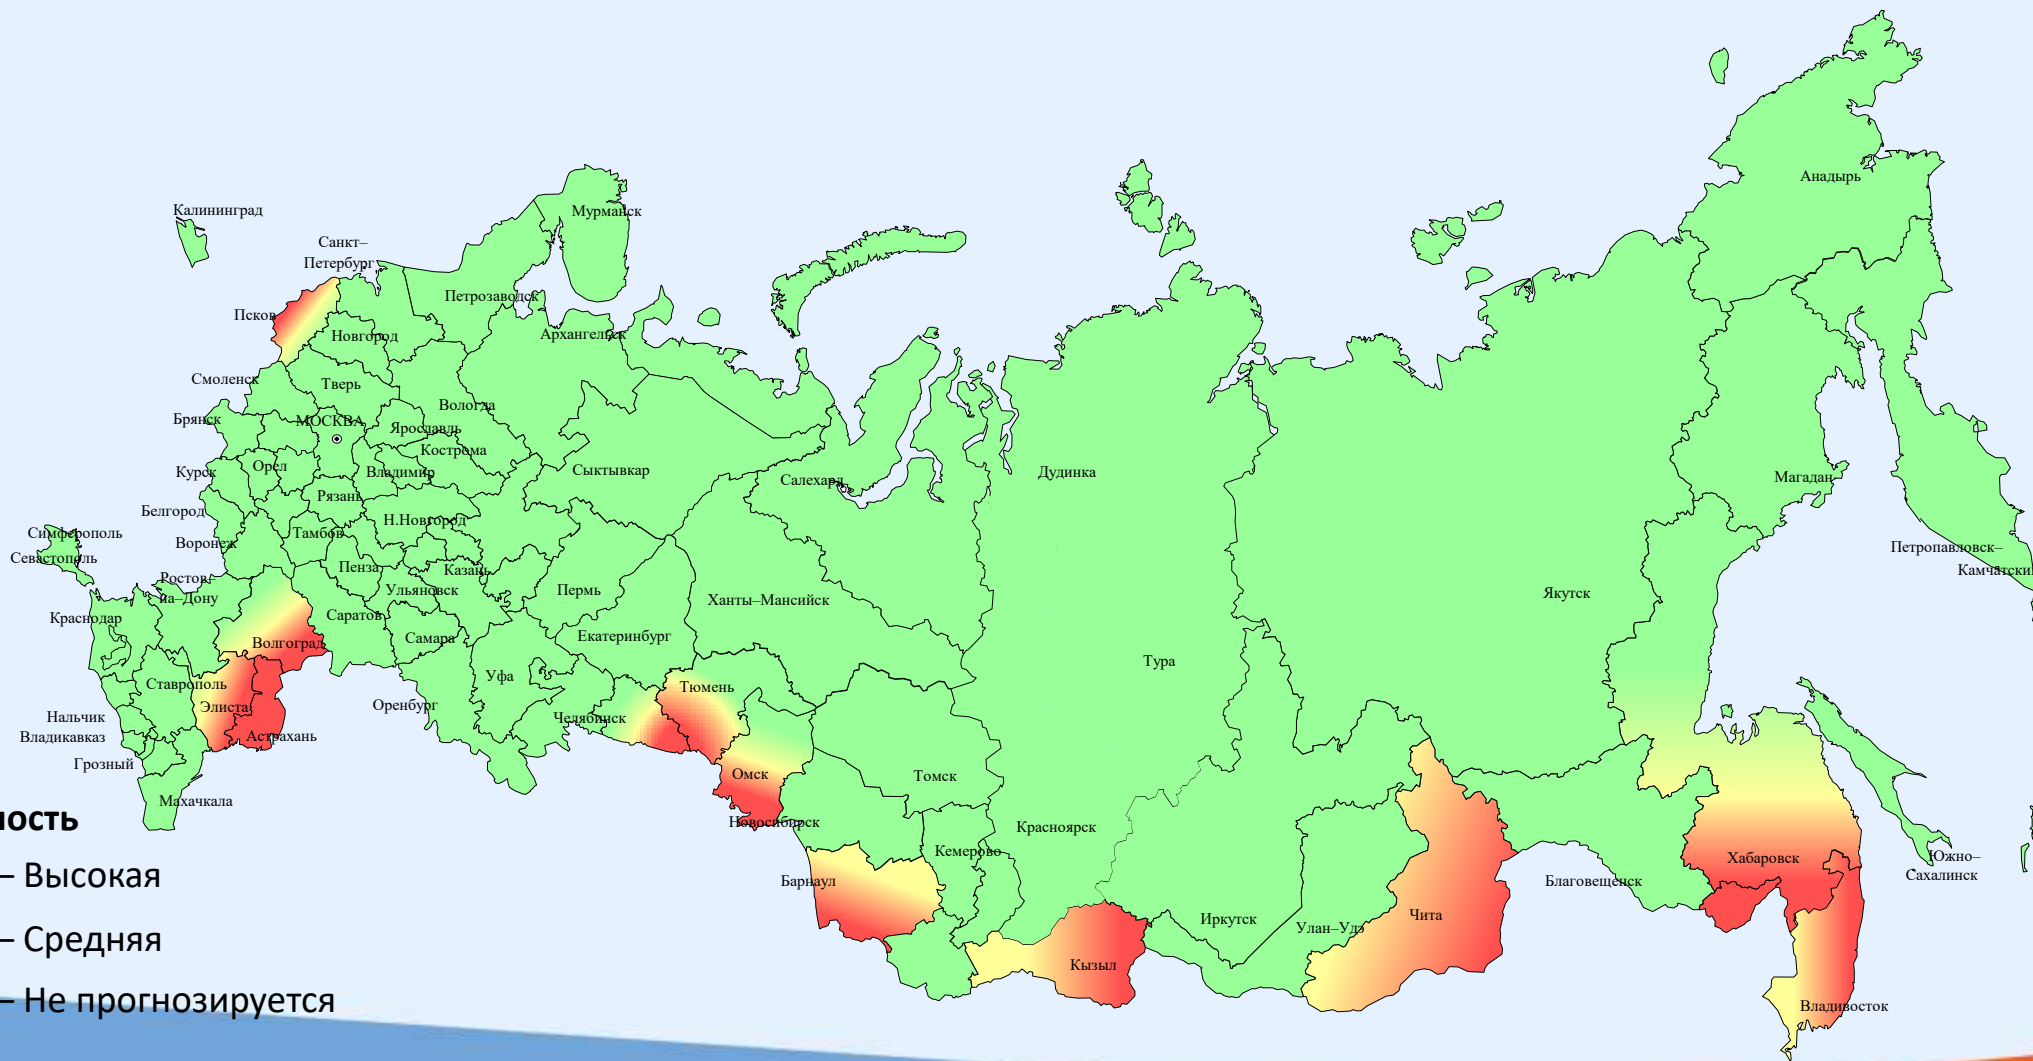 Анадырь
Калининград
Мурманск
Санкт–
Петербург
Петрозаводск
Псков
Новгород
Архангельск
Смоленск
Тверь
Вологда
Брянск
МОСКВА
Ярославль
Кострома
Курск
Орел
Владимир
Сыктывкар
Салехард
Дудинка
Магадан
Рязань
Белгород
Н.Новгород
Симферополь
Воронеж
Тамбов
Севастополь
Петропавловск–
Камчатский
Ростов–
на–Дону
Пенза
Казань
Ульяновск
Пермь
Ханты–Мансийск
Якутск
Краснодар
Саратов
Волгоград
Самара
Екатеринбург
Тура
Ставрополь
Уфа
Тюмень
Элиста
Оренбург
Челябинск
Нальчик
Владикавказ
Астрахань
Грозный
Омск
Томск
Махачкала
Новосибирск
Красноярск
Кемерово
Хабаровск
Южно–
Сахалинск
Барнаул
Благовещенск
Иркутск
Улан–Удэ
Чита
Кызыл
Владивосток
ность
– Высокая
– Средняя
– Не прогнозируется